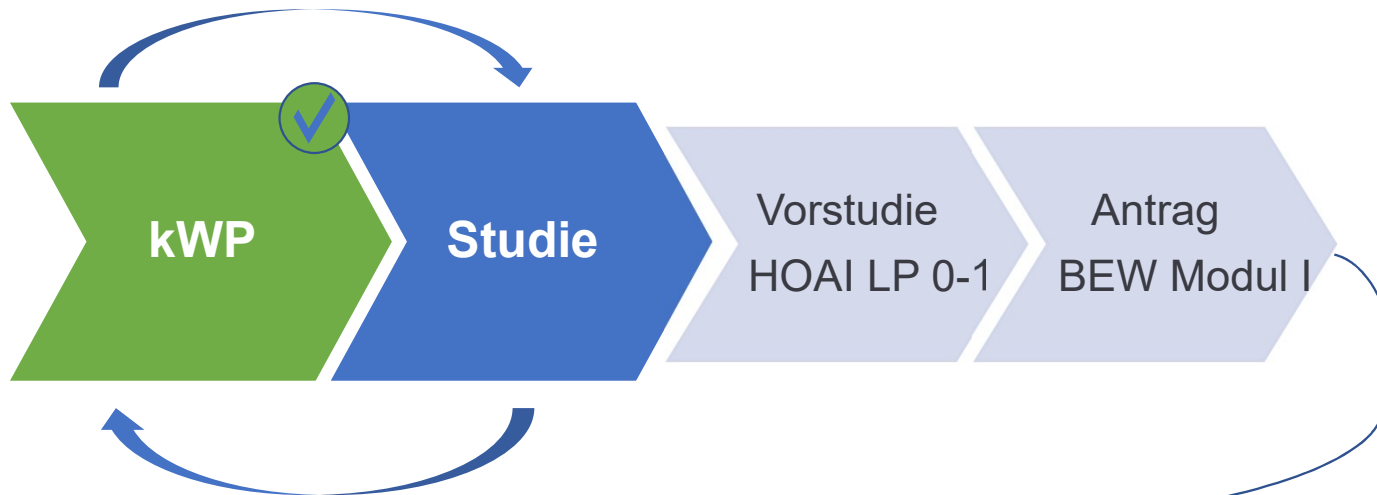 kWP
Studie
Vorstudie
HOAI LP 0-1
Antrag
BEW Modul I